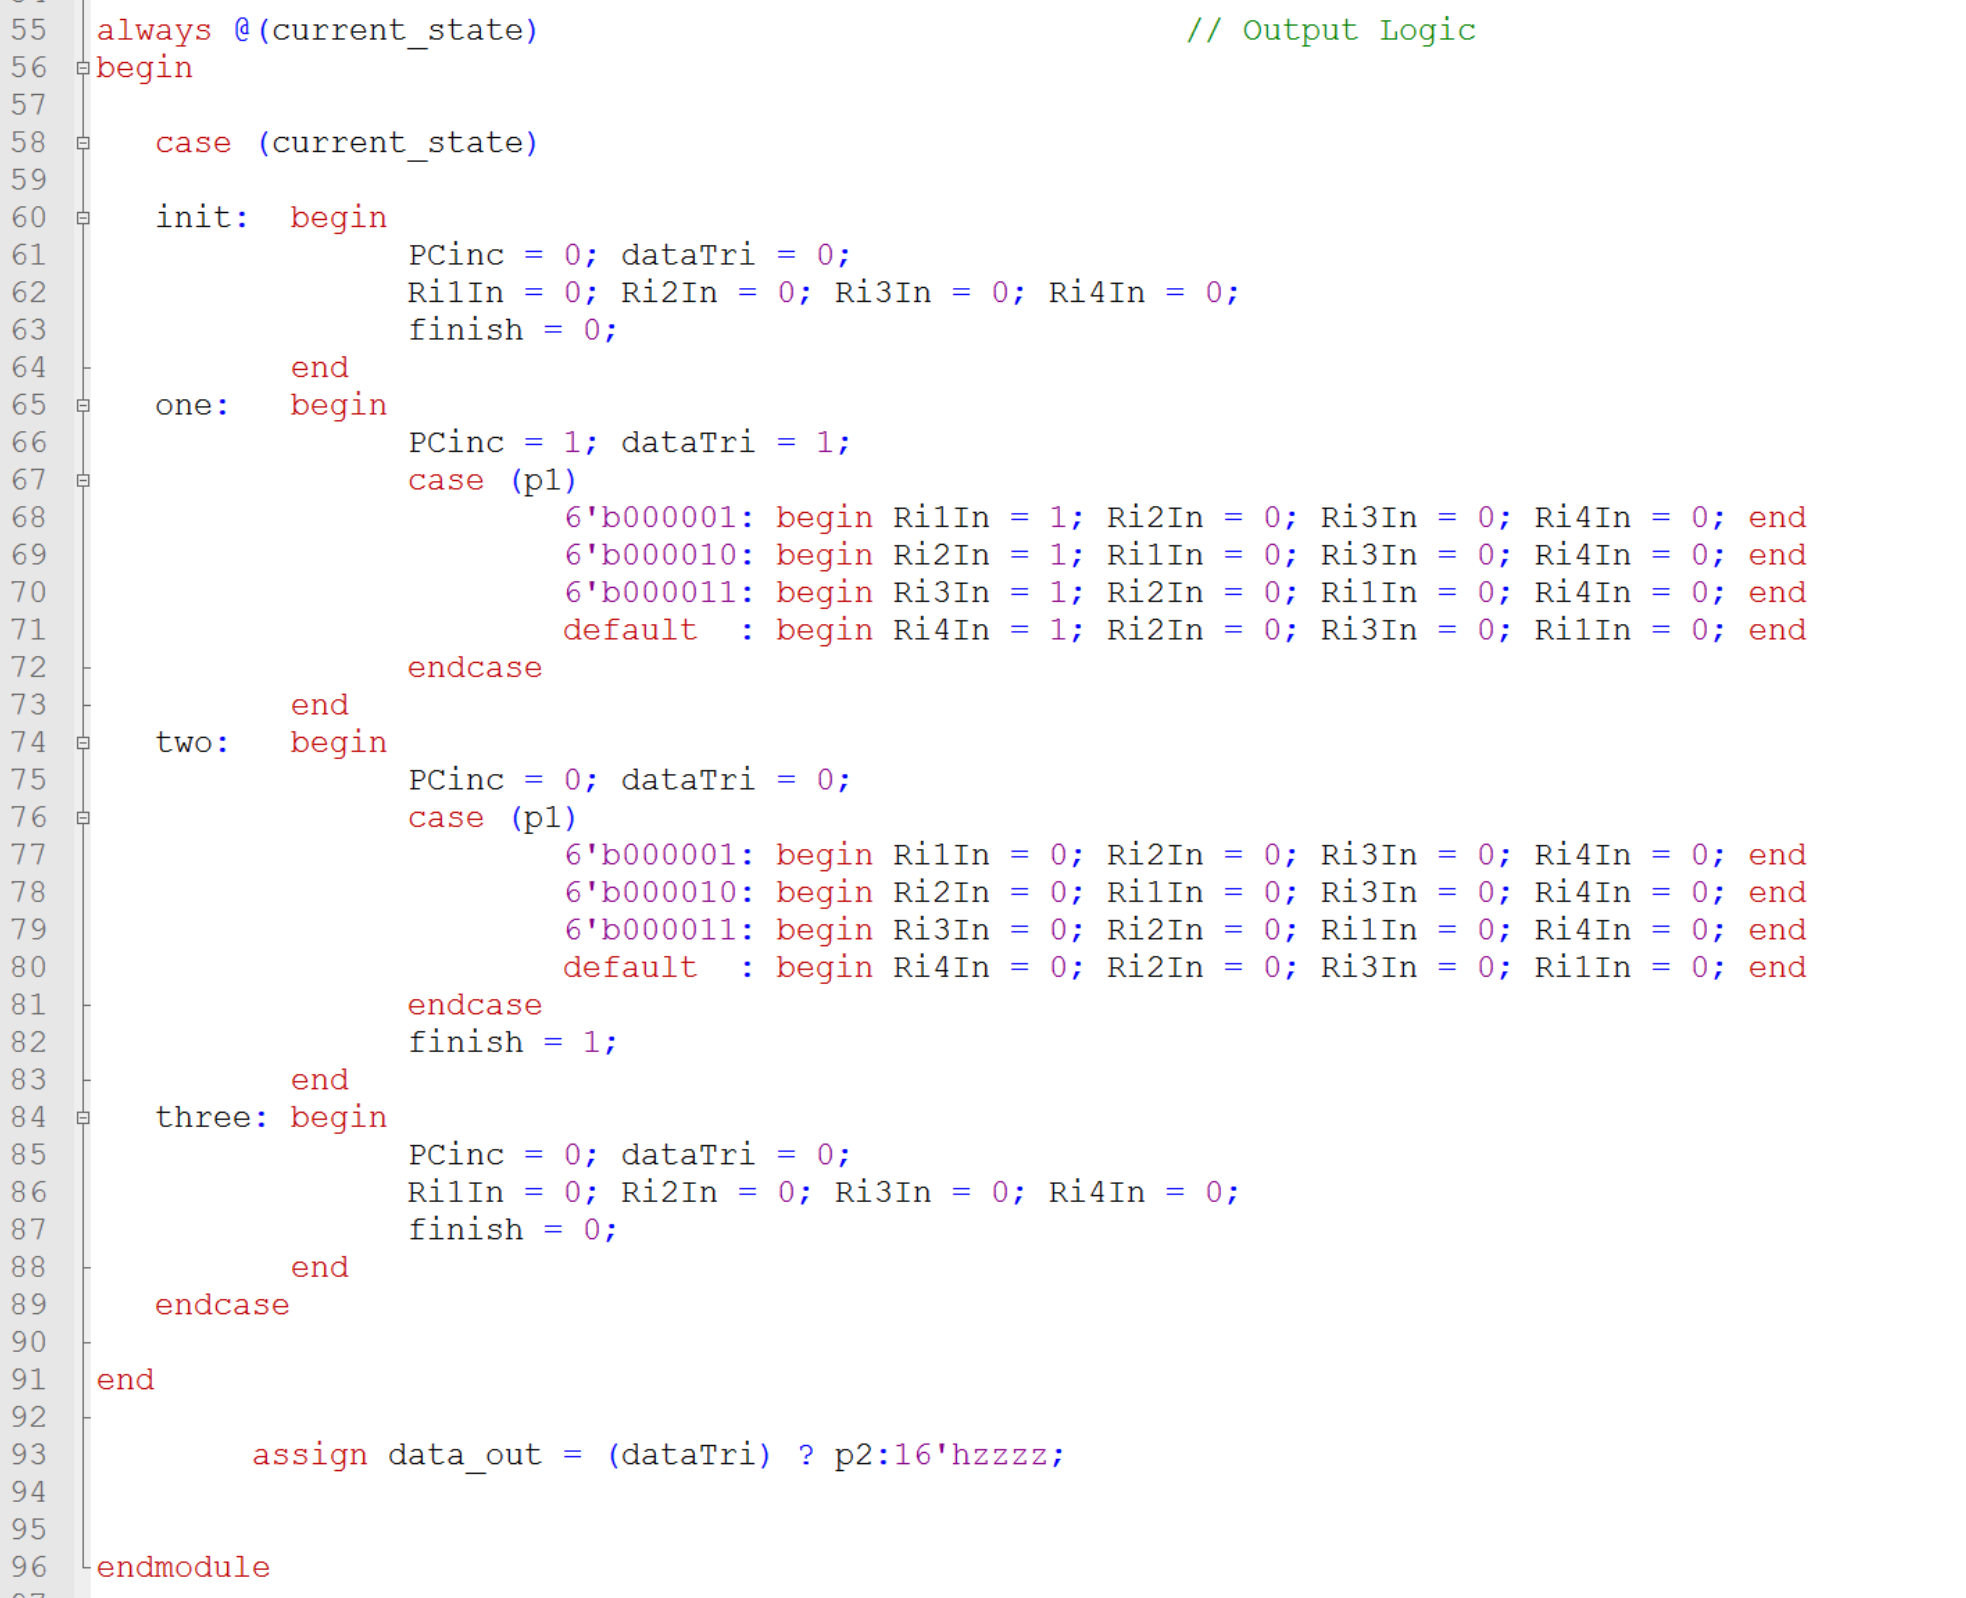 55 always @(current_state) // Output Logic
56 begin
57
58 case (current_state)
59
60 init: begin
61 PCinc = 0; dataTri = 0;
62 Ri1In = 0; Ri2In = 0; Ri3In = 0; Ri4In = 0;
63 finish = 0;
64 end
65 one: begin
66 PCinc = 1; dataTri = 1;
67 case (p1)
68 6'b000001: begin Ri1In = 1; Ri2In = 0; Ri3In = 0; Ri4In = 0; end
69 6'b000010: begin Ri2In = 1; Ri1In = 0; Ri3In = 0; Ri4In = 0; end
70 6'b000011: begin Ri3In = 1; Ri2In = 0; Ri1In = 0; Ri4In = 0; end
71 default : begin Ri4In = 1; Ri2In = 0; Ri3In = 0; Ri1In = 0; end
72 endcase
73 end
74 two: begin
75 PCinc = 0; dataTri = 0;
76 case (p1)
77 6'b000001: begin Ri1In = 0; Ri2In = 0; Ri3In = 0; Ri4In = 0; end
78 6'b000010: begin Ri2In = 0; Ri1In = 0; Ri3In = 0; Ri4In = 0; end
79 6'b000011: begin Ri3In = 0; Ri2In = 0; Ri1In = 0; Ri4In = 0; end
80 default : begin Ri4In = 0; Ri2In = 0; Ri3In = 0; Ri1In = 0; end
81 endcase
82 finish = 1;
83 end
84 three: begin
85 PCinc = 0; dataTri = 0;
86 Ri1In = 0; Ri2In = 0; Ri3In = 0; Ri4In = 0;
87 finish = 0;
88 end
89 endcase
90
91 end
92
93 assign data_out = (dataTri) ? p2:16'hzzzz;
94
95
96 endmodule